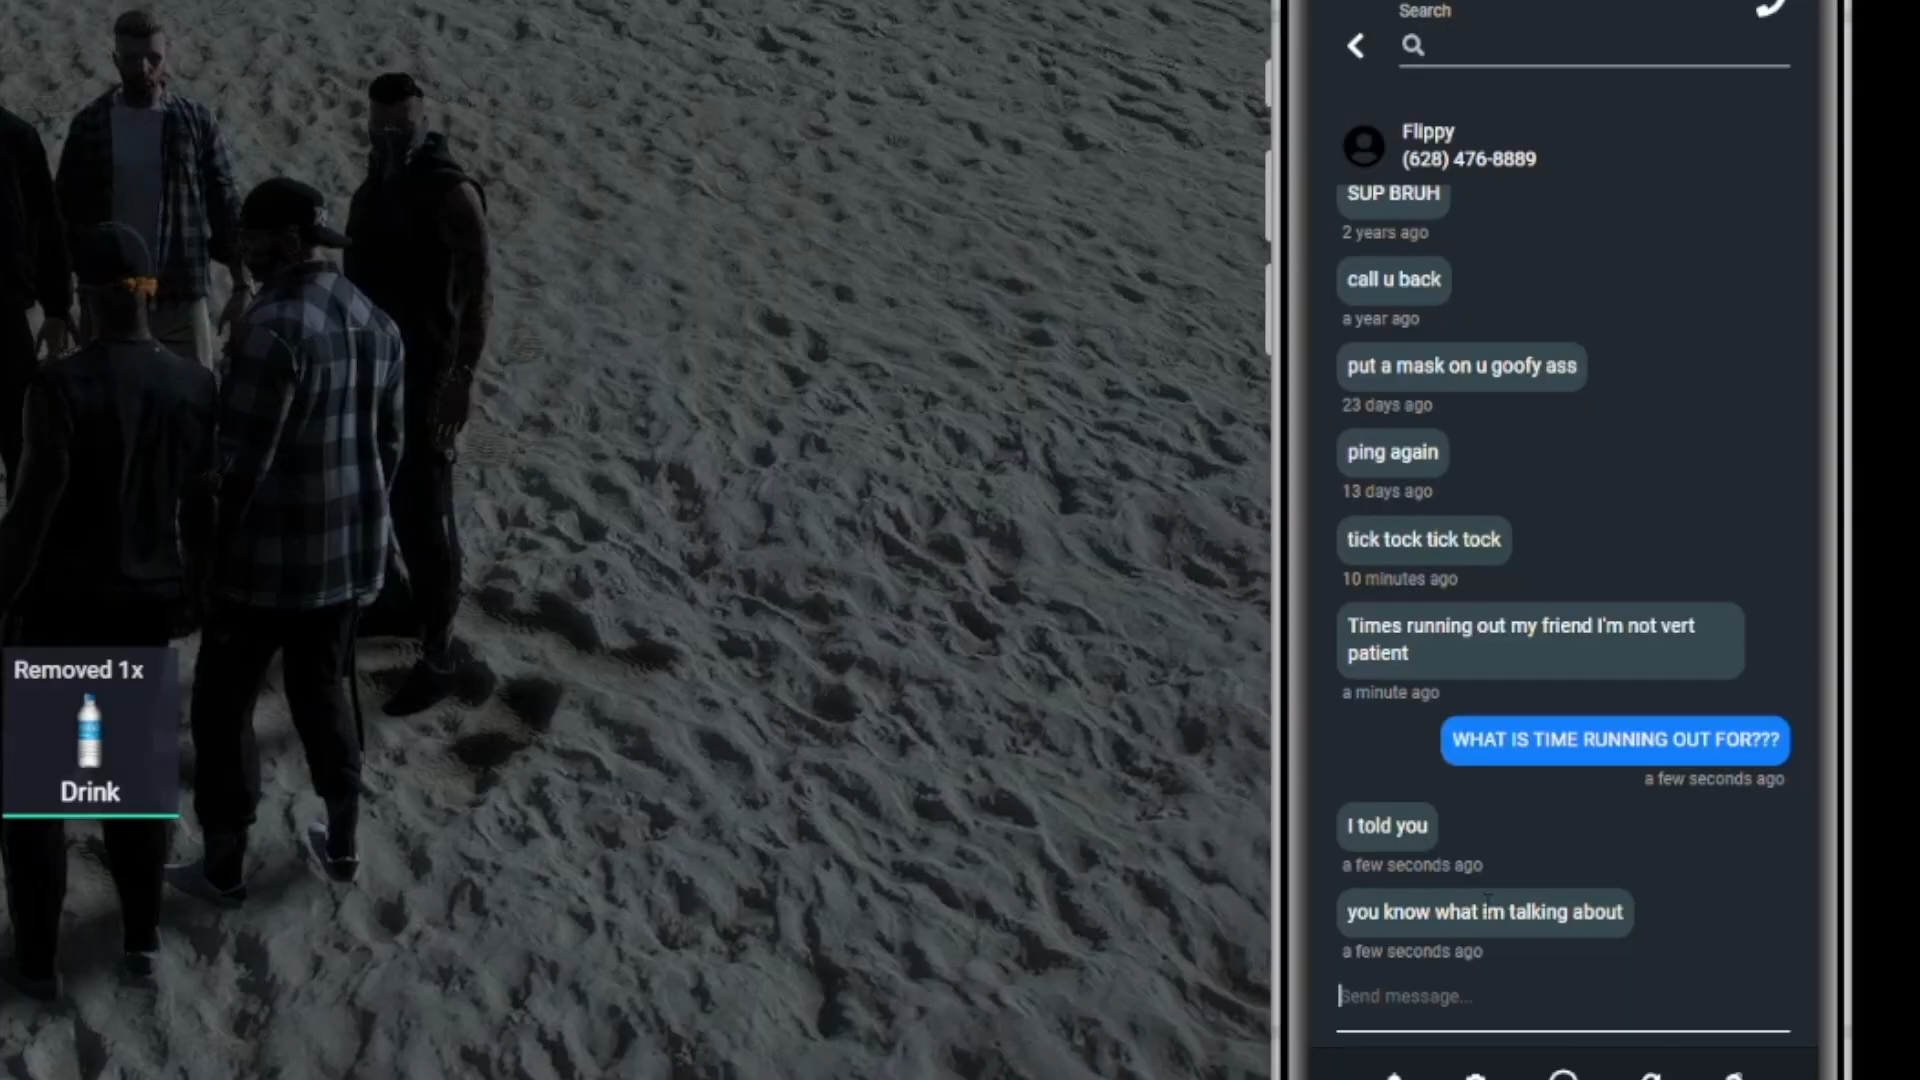 Search
Flippy
(628) 476-8889
SUP BRUH
2 years ago
call u back
a year ago
put a mask on u goofy ass
23 days ago
ping again
13 days ago
tick tock tick tock
10 minutes ago
Times running out my friend I'm not vert
patient
a minute ago
WHAT IS TIME RUNNING OUT FOR???
a few seconds ago
I told you
a few seconds ago
you know what im talking about
a few seconds ago
Send message...
Removed 1x
Drink